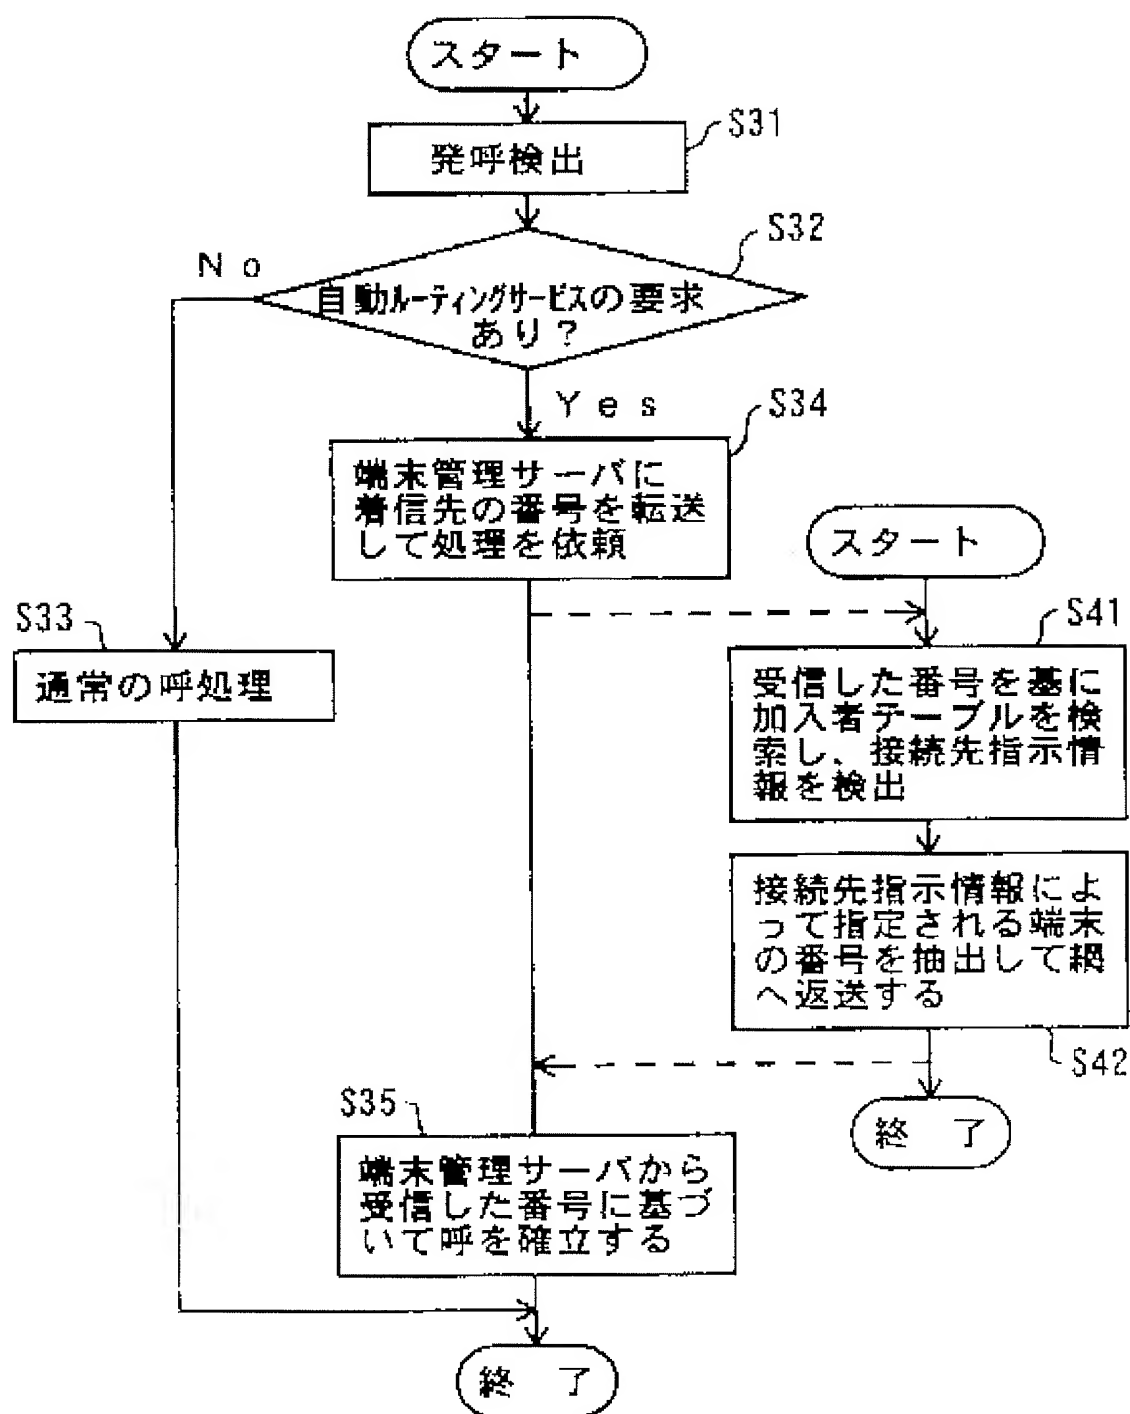 スタート
S31
発呼検出
S32
No
自動ルーティングサービスの要求
あり？
Yes
S34
端末管理サーバに
着信先の番号を転送
して処理を依頼
スタート
S33
通常の呼処理
S41
受信した番号を基に
加入者テーブルを検
索し、接続先指示情
報を検出
接続先指示情報によ
って指定される端末
の番号を抽出して網
へ返送する
S42
終　了
S35
端末管理サーバから
受信した番号に基づ
いて呼を確立する
終　了